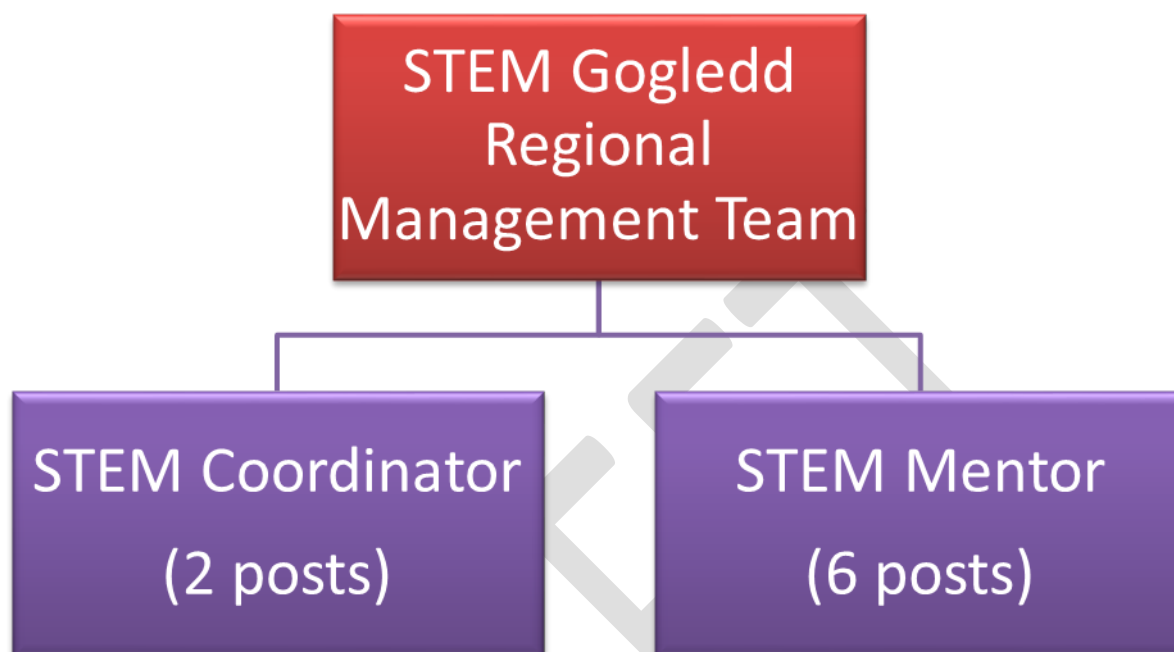 STEM Gogledd
Regional
Management Team
STEM Coordinator
(2 posts)
STEM Mentor
(6 posts)